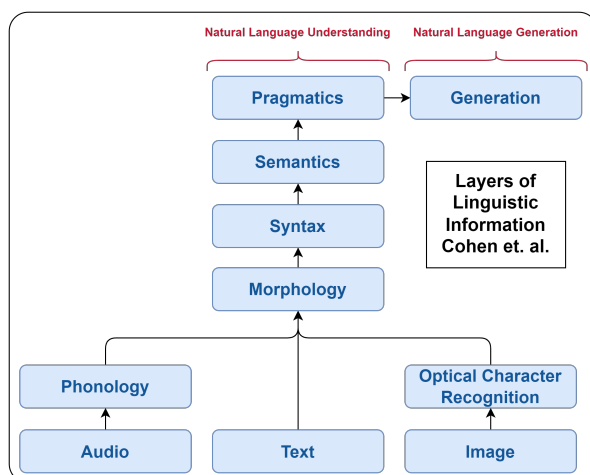 Natural Language Understanding
Natural Language Generation
Pragmatics
Generation
Semantics
Layers of
Linguistic
Information
Cohen et. al.
Syntax
Morphology
Phonology
Optical Character
Recognition
Audio
Text
Image